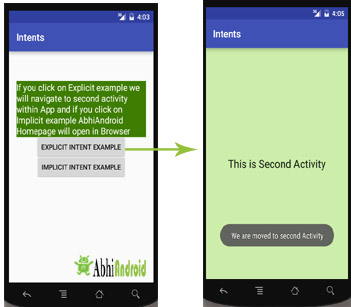 4:03
Intents
If you click on Explicit example we
will navigate to second activity
within App and if you click on
Implicit example AbhiAndroid
Homepage will open in Browser
EXPLICIT INTENT EXAMPLE
IMPLICIT INTENT EXAMPLE
AbhiAndroid
4:05
Intents
This is Second Activity
We are moved to second Activity